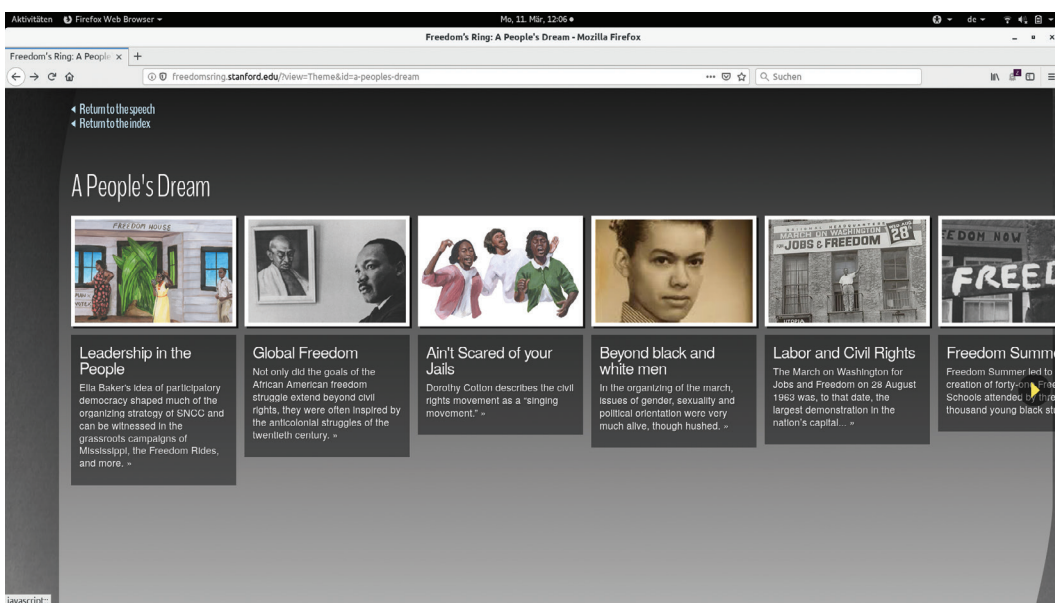 Aktivitäten Firefox Web Browser Mo, 11. Mär, 12:06 de
Freedom's Ring: A People's Dream - Mozilla Firefox
Freedom's Ring: A People × +
freedomsring.stanford.edu/?view=Theme&id=a-peoples-dream Suchen
Return to the speech
Return to the index
A People's Dream
FREEDOM HOUSE
Leadership in the
People
Ella Baker's idea of participatory
democracy shaped much of the
organizing strategy of SNCC and
can be witnessed in the
grassroots campaigns of
Mississippi, the Freedom Rides,
and more. »
Global Freedom
Not only did the goals of the
African American freedom
struggle extend beyond civil
rights, they were often inspired by
the anticolonial struggles of the
twentieth century. »
Ain't Scared of your
Jails
Dorothy Cotton describes the civil
rights movement as a "singing
movement." »
Beyond black and
white men
In the organizing of the march,
issues of gender, sexuality and
political orientation were very
much alive, though hushed. »
NATIONAL HEADQUARTERS
MARCH ON WASHINGTON
FOR JOBS & FREEDOM
AUG
28
UTOPIA
Labor and Civil Rights
The March on Washington for
Jobs and Freedom on 28 August
1963 was, to that date, the
largest demonstration in the
nation's capital... »
EDOM NOW
FREED
Freedom Summ
Freedom Summer led to
creation of forty-one Free
Schools attended by thre
thousand young black st
javascript:;